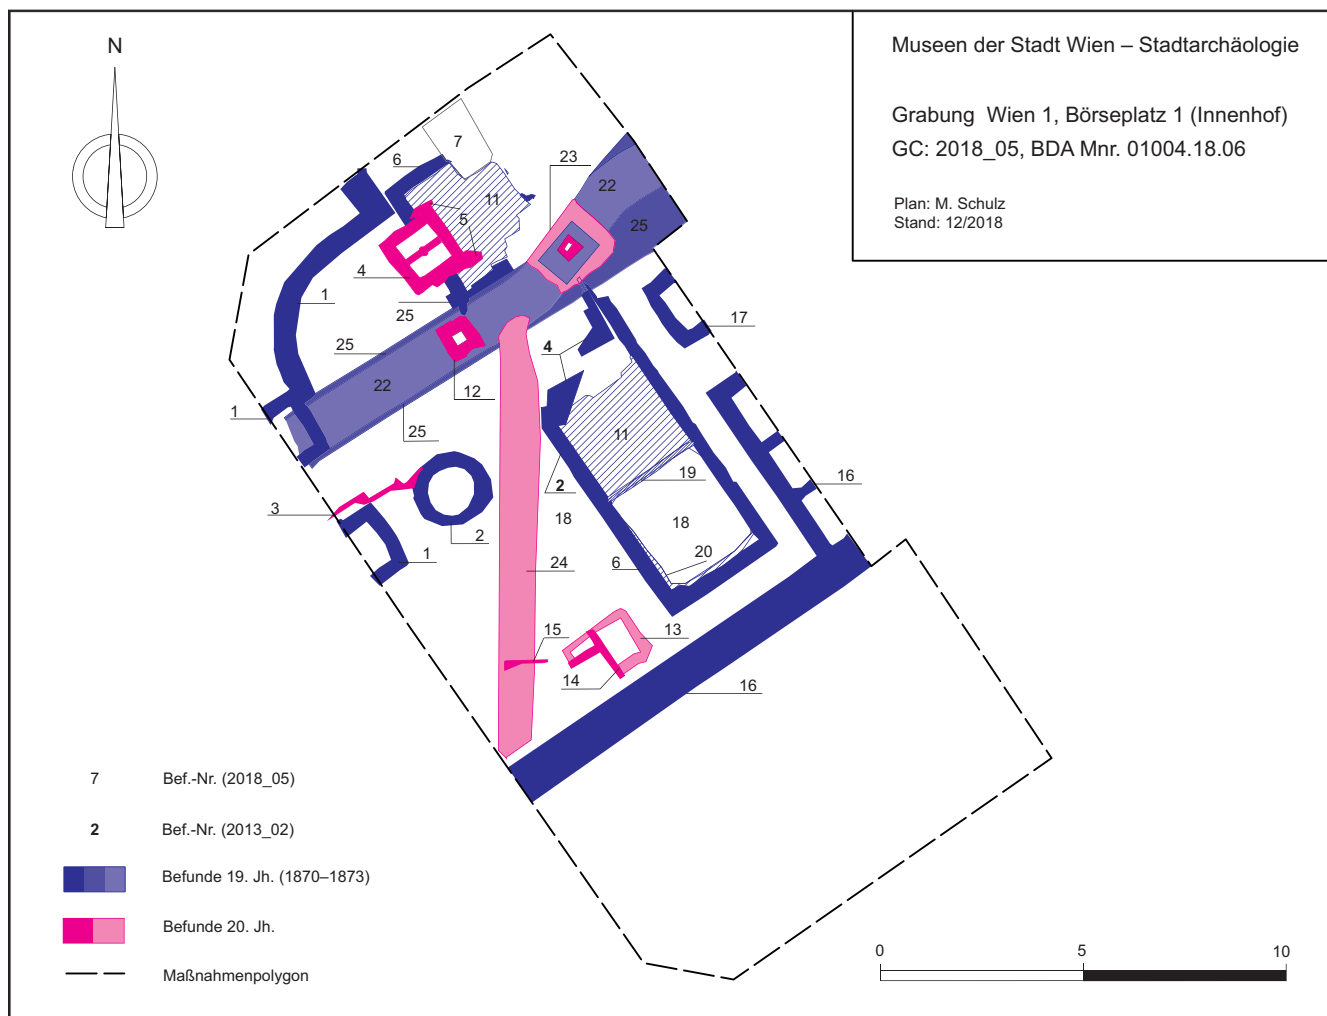 Museen der Stadt Wien – Stadtarchäologie
Grabung Wien 1, Börseplatz 1 (Innenhof)
GC: 2018_05, BDA Mnr. 01004.18.06
Plan: M. Schulz
Stand: 12/2018
N
7
6
23
11
22
5
25
4
1
25
17
25
4
22
12
1
25
11
2
19
16
3
18
18
2
20
1
24
6
15
13
14
16
7 Bef.-Nr. (2018_05)
2 Bef.-Nr. (2013_02)
Befunde 19. Jh. (1870–1873)
Befunde 20. Jh.
Maßnahmenpolygon
0 5 10